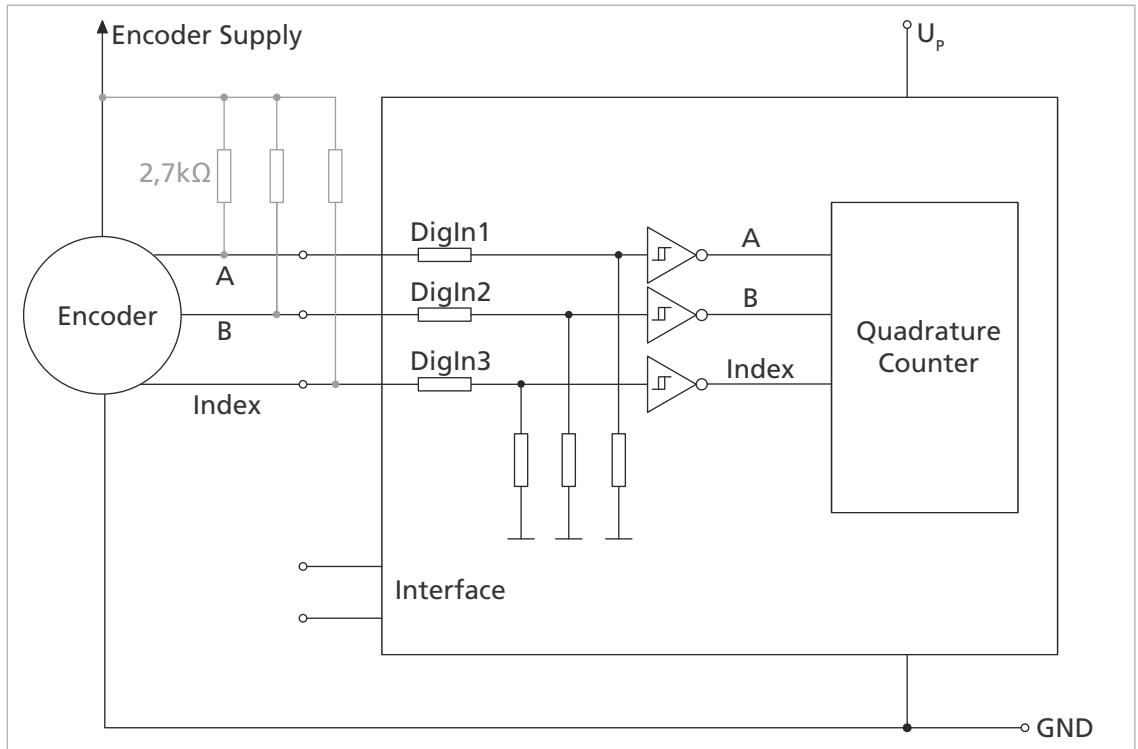 Encoder Supply
U_P
2,7kΩ
DigIn1
A
A
DigIn2
B
Encoder
B
Quadrature
Counter
DigIn3
Index
Index
Interface
GND